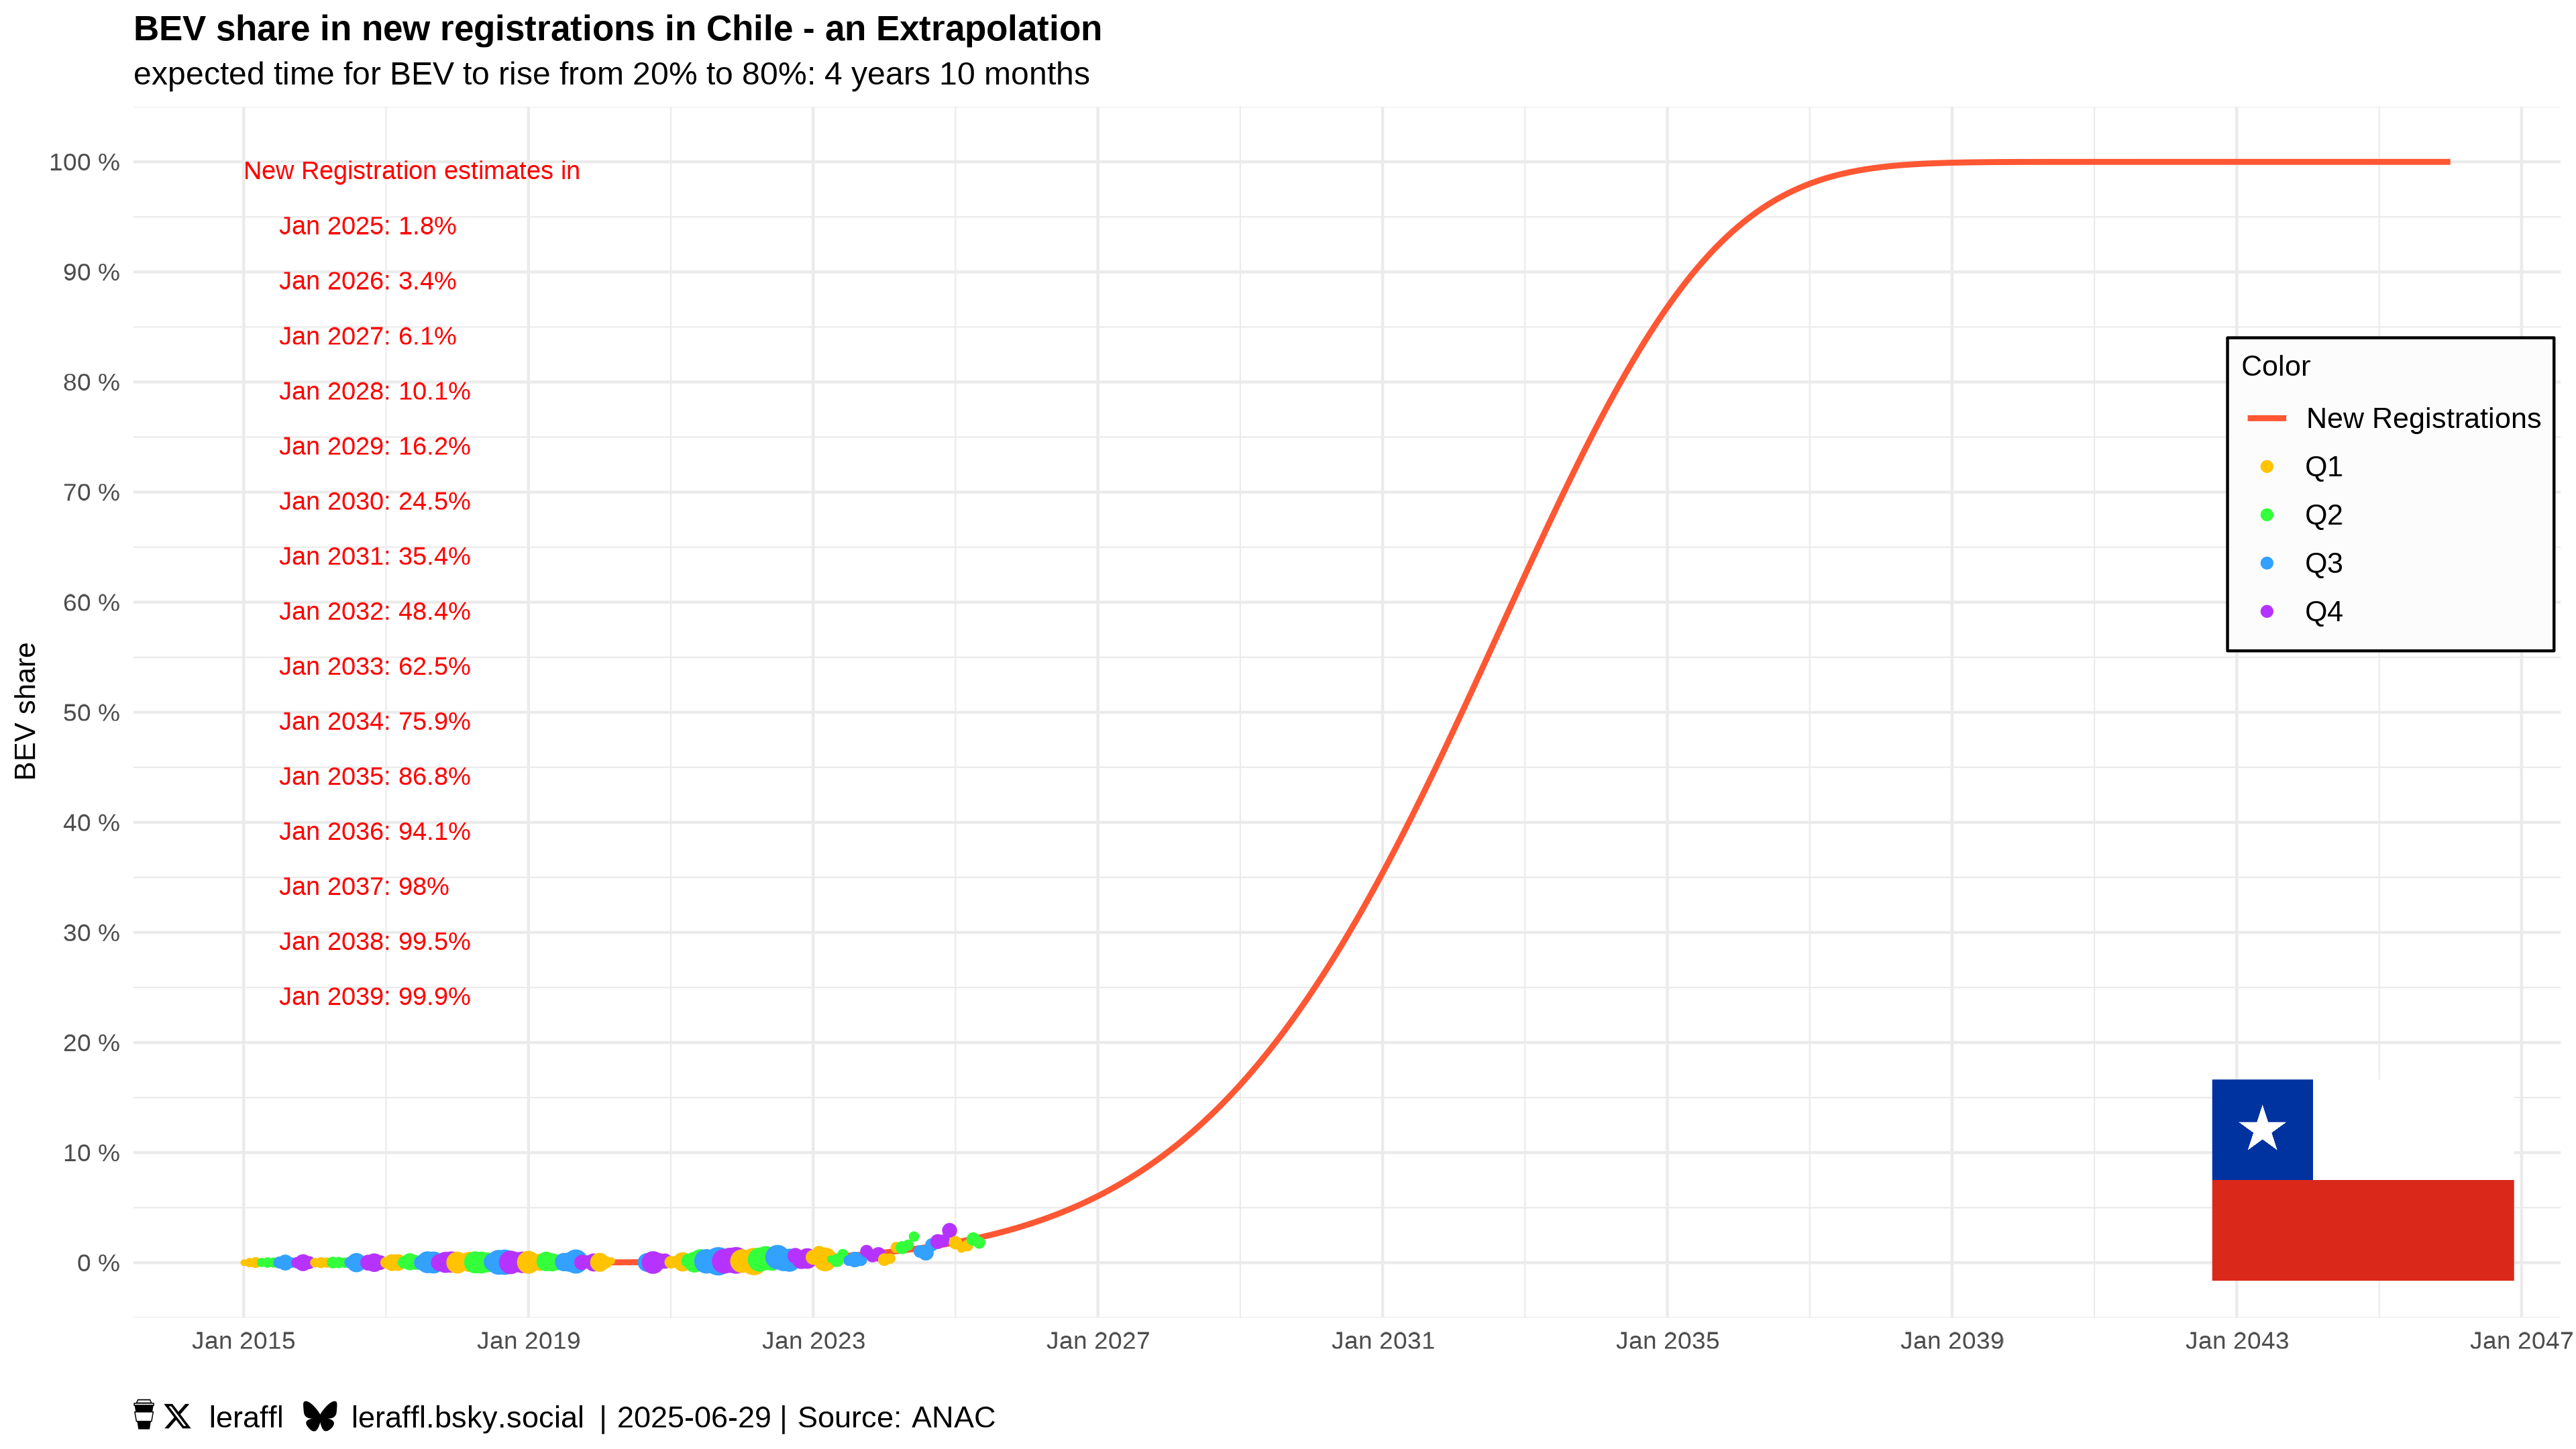 BEV share in new registrations in Chile - an Extrapolation
expected time for BEV to rise from 20% to 80%: 4 years 10 months
BEV share
100 %
90 %
80 %
70 %
60 %
50 %
40 %
30 %
20 %
10 %
0 %
New Registration estimates in
Jan 2025: 1.8%
Jan 2026: 3.4%
Jan 2027: 6.1%
Jan 2028: 10.1%
Jan 2029: 16.2%
Jan 2030: 24.5%
Jan 2031: 35.4%
Jan 2032: 48.4%
Jan 2033: 62.5%
Jan 2034: 75.9%
Jan 2035: 86.8%
Jan 2036: 94.1%
Jan 2037: 98%
Jan 2038: 99.5%
Jan 2039: 99.9%
Color
New Registrations
Q1
Q2
Q3
Q4
Jan 2015 Jan 2019 Jan 2023 Jan 2027 Jan 2031 Jan 2035 Jan 2039 Jan 2043 Jan 2047
leraffl leraffl.bsky.social | 2025-06-29 | Source: ANAC